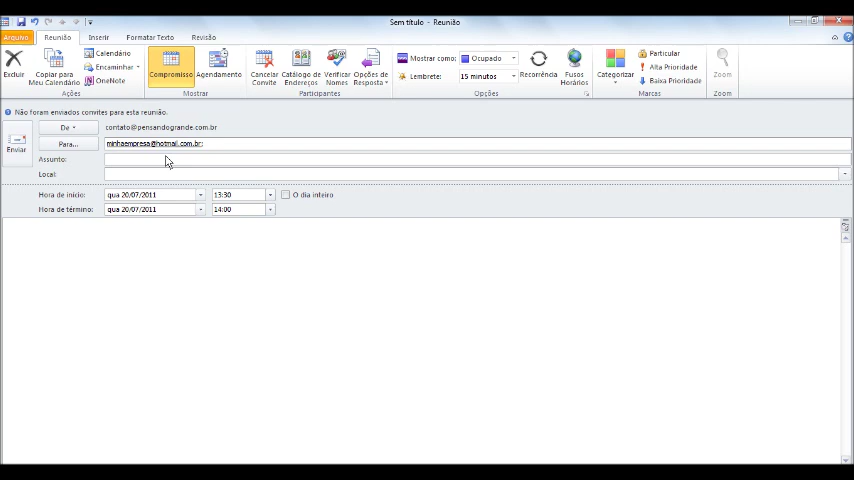 Sem título - Reunião
Arquivo Reunião Inserir Formatar Texto Revisão
Excluir
Copiar para Meu Calendário
Calendário
Encaminhar
OneNote
Ações
Compromisso
Agendamento
Mostrar
Cancelar Convite
Catálogo de Endereços
Verificar Nomes
Opções de Resposta
Participantes
Mostrar como: Ocupado
Lembrete: 15 minutos
Recorrência
Fusos Horários
Opções
Categorizar
Particular
Alta Prioridade
Baixa Prioridade
Marcas
Zoom
Zoom
Não foram enviados convites para esta reunião.
Enviar
De contato@pensandogrande.com.br
Para... minhaempresa@hotmail.com.br;
Assunto:
Local:
Hora de início: qua 20/07/2011 13:30 O dia inteiro
Hora de término: qua 20/07/2011 14:00